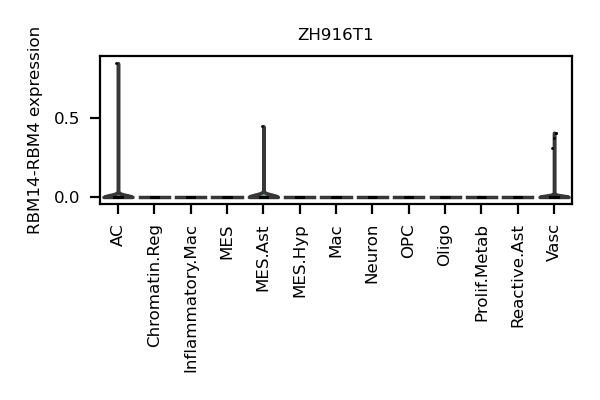 ZH916T1
RBM14-RBM4 expression
0.5
0.0
AC
Chromatin.Reg
Inflammatory.Mac
MES
MES.Ast
MES.Hyp
Mac
Neuron
OPC
Oligo
Prolif.Metab
Reactive.Ast
Vasc